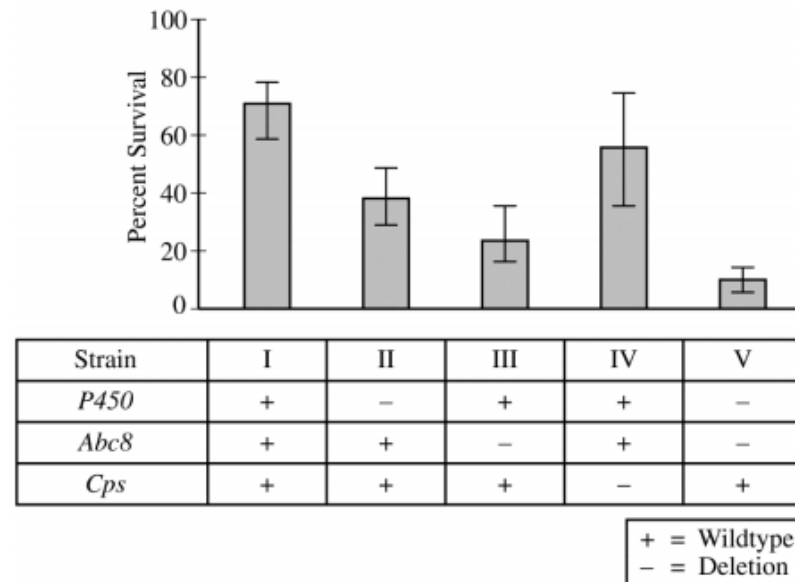 100
80
60
40
20
0
Percent Survival
Strain I II III IV V
P450 + – + + –
Abc8 + + – + –
Cps + + + – +
+ = Wildtype
– = Deletion